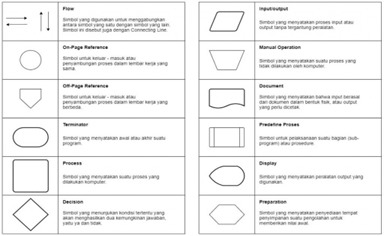 Flow
Simbol yang digunakan untuk menggabungkan
antara simbol yang satu dengan simbol yang lain.
Simbol ini disebut juga dengan Connecting Line.
On-Page Reference
Simbol untuk keluar - masuk atau
penyambungan proses dalam lembar kerja yang
sama.
Off-Page Reference
Simbol untuk keluar - masuk atau
penyambungan proses dalam lembar kerja yang
berbeda.
Terminator
Simbol yang menyatakan awal atau akhir suatu
program.
Process
Simbol yang menyatakan suatu proses yang
dilakukan komputer.
Decision
Simbol yang menunjukan kondisi tertentu yang
akan menghasilkan dua kemungkinan jawaban,
yaitu ya dan tidak.
Input/output
Simbol yang menyatakan proses input atau
output tanpa tergantung peralatan.
Manual Operation
Simbol yang menyatakan suatu proses yang
tidak dilakukan oleh komputer.
Document
Simbol yang menyatakan bahwa input berasal
dari dokumen dalam bentuk fisik, atau output
yang perlu dicetak.
Predefine Proses
Simbol untuk pelaksanaan suatu bagian (sub-
program) atau prosedure.
Display
Simbol yang menyatakan peralatan output yang
digunakan.
Preparation
Simbol yang menyatakan penyediaan tempat
penyimpanan suatu pengolahan untuk
memberikan nilai awal.